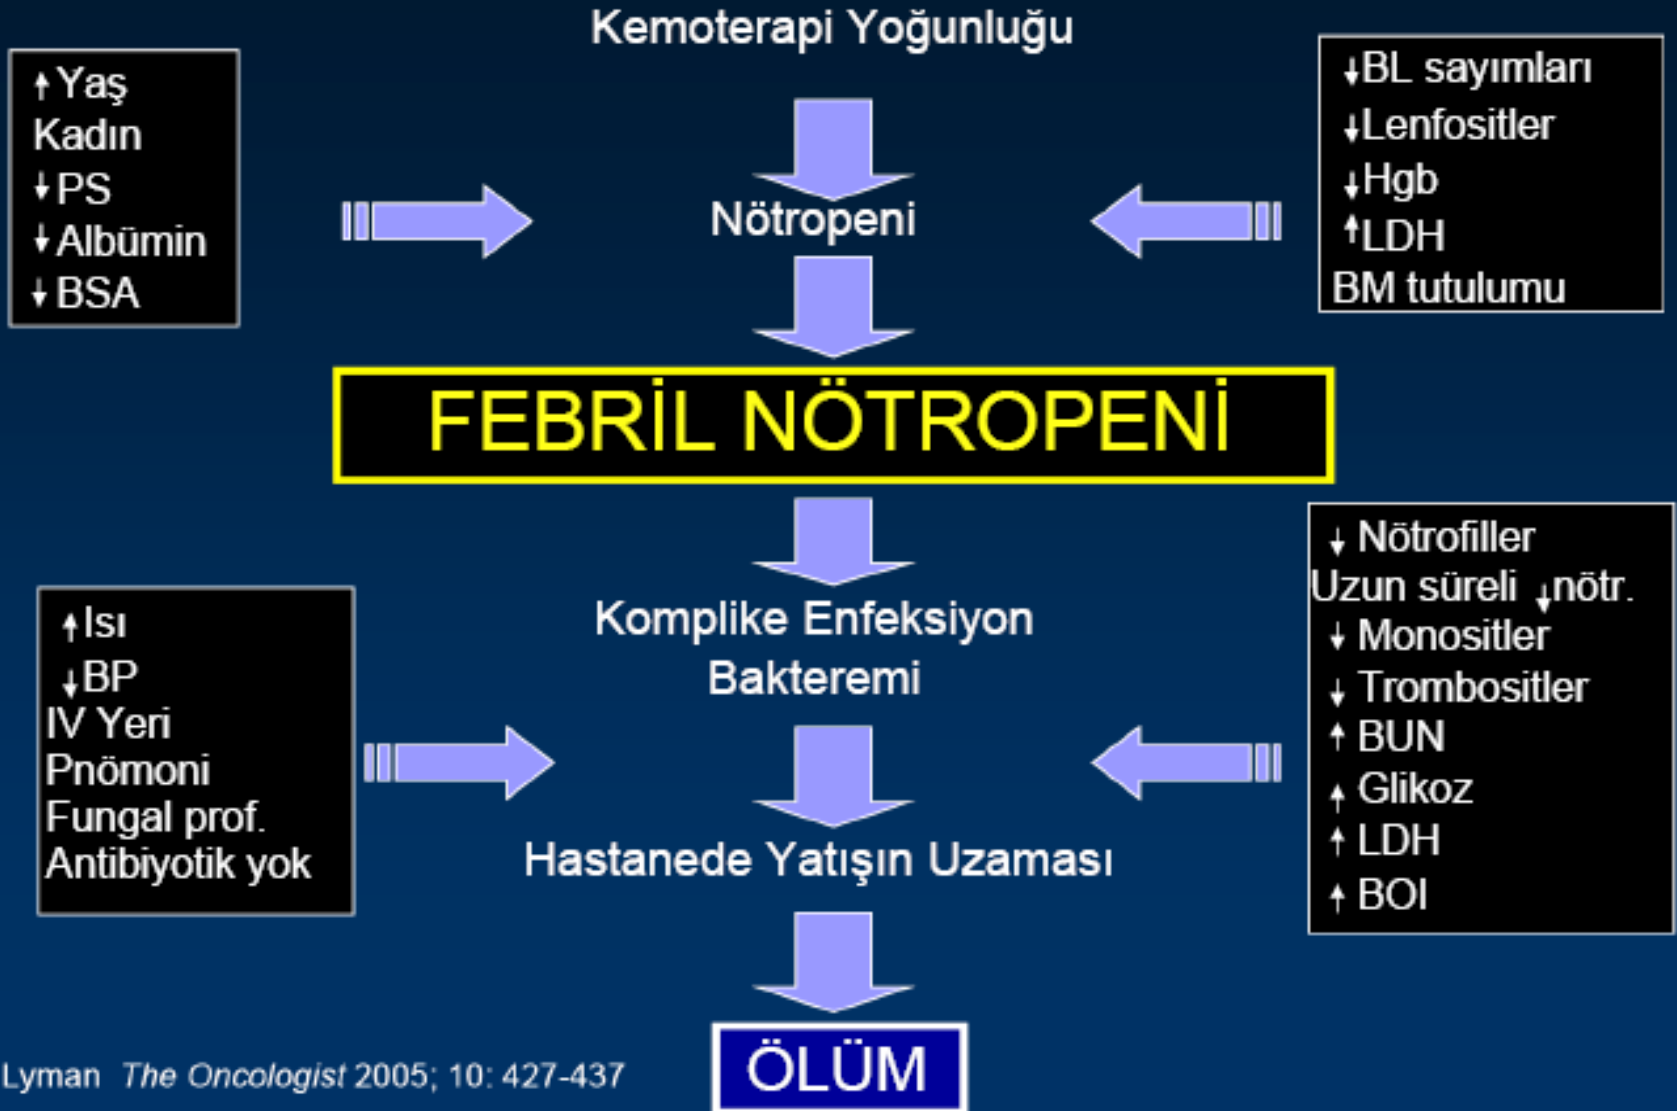 Kemoterapi Yoğunluğu
↑ Yaş
Kadın
↓ PS
↓ Albümin
↓ BSA
Nötropeni
↓BL sayımları
↓Lenfositler
↓Hgb
↑LDH
BM tutulumu
FEBRİL NÖTROPENİ
↑Isı
↓BP
IV Yeri
Pnömoni
Fungal prof.
Antibiyotik yok
Komplike Enfeksiyon
Bakteremi
Hastanede Yatışın Uzaması
↓ Nötrofiller
Uzun süreli ↓nötr.
↓ Monositler
↓ Trombositler
↑ BUN
↑ Glikoz
↑ LDH
↑ BOI
ÖLÜM
Lyman The Oncologist 2005; 10: 427-437